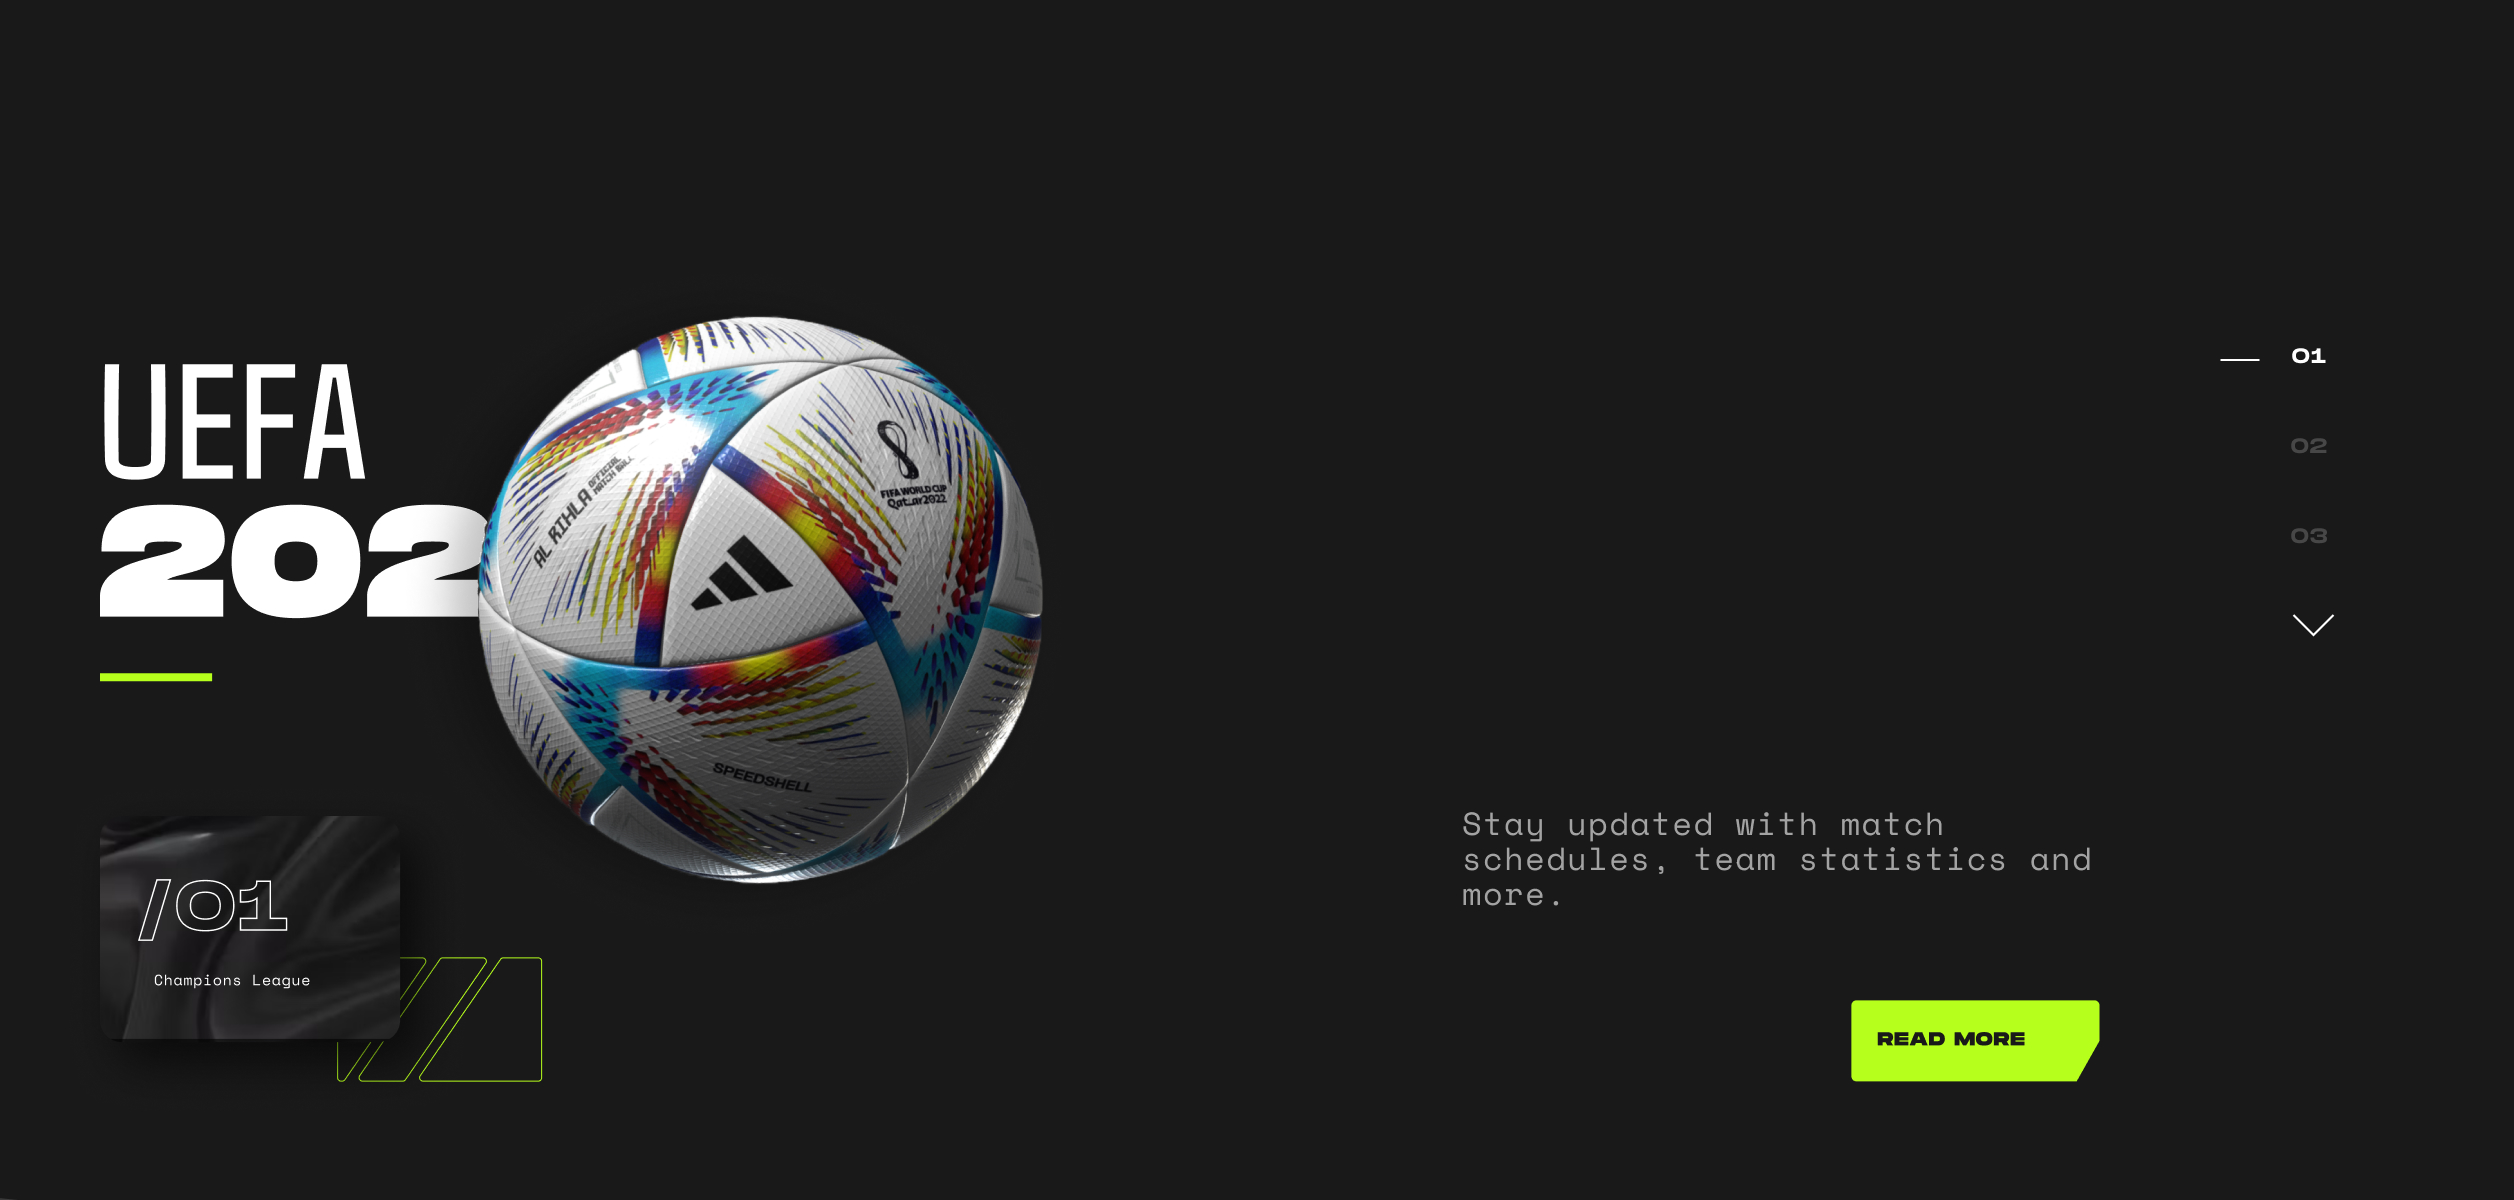 UEFA
202
AL RIHLA
OFFICIAL
MATCH BALL
FIFA WORLD CUP
Qatar2022
SPEEDSHELL
01
02
03
/01
Champions League
Stay updated with match
schedules, team statistics and
more.
READ MORE